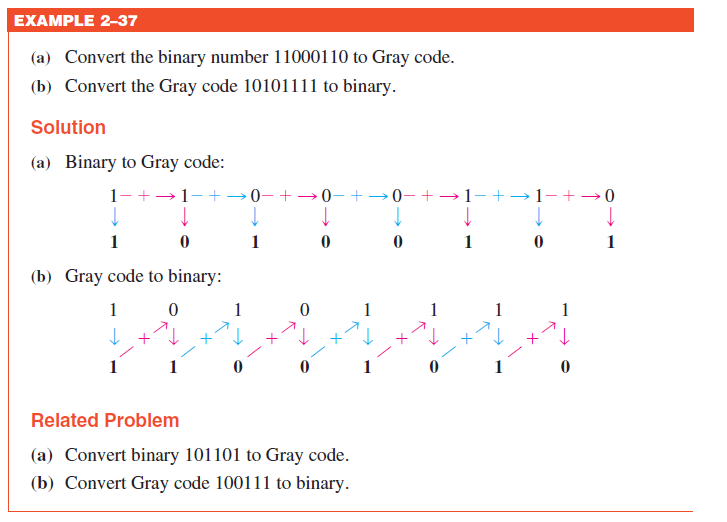 EXAMPLE 2–37
(a) Convert the binary number 11000110 to Gray code.
(b) Convert the Gray code 10101111 to binary.
Solution
(a) Binary to Gray code:
1– + →1– + →0– + →0– + →0– + →1– + →1– + →0
↓ ↓ ↓ ↓ ↓ ↓ ↓ ↓
1 0 1 0 0 1 0 1
(b) Gray code to binary:
1 0 1 0 1 1 1 1
↓ + ↗ ↓ + ↗ ↓ + ↗ ↓ + ↗ ↓ + ↗ ↓ + ↗ ↓ + ↗ ↓
1 1 0 0 1 0 1 0
Related Problem
(a) Convert binary 101101 to Gray code.
(b) Convert Gray code 100111 to binary.